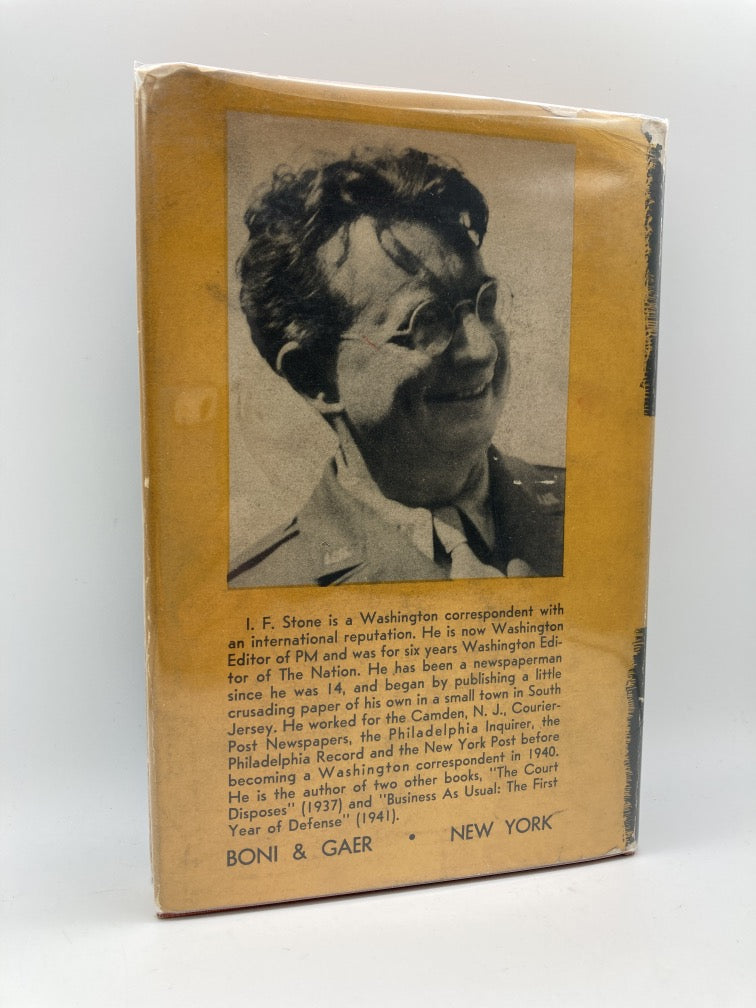 I. F. Stone is a Washington correspondent with
an international reputation. He is now Washington
Editor of PM and was for six years Washington Edi-
tor of The Nation. He has been a newspaperman
since he was 14, and began by publishing a little
crusading paper of his own in a small town in South
Jersey. He worked for the Camden, N. J., Courier-
Post Newspapers, the Philadelphia Inquirer, the
Philadelphia Record and the New York Post before
becoming a Washington correspondent in 1940.
He is the author of two other books, "The Court
Disposes" (1937) and "Business As Usual: The First
Year of Defense" (1941).
BONI & GAER • NEW YORK